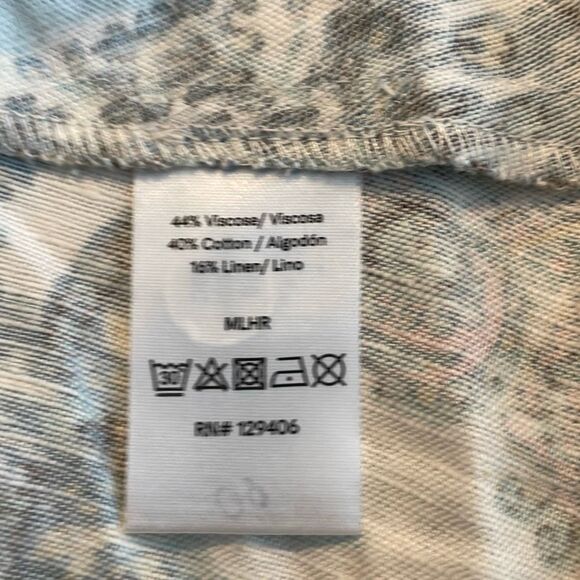 44% Viscose/ Viscosa
40% Cotton / Algodón
16% Linen/ Lino
MLHR
30
RN# 129406